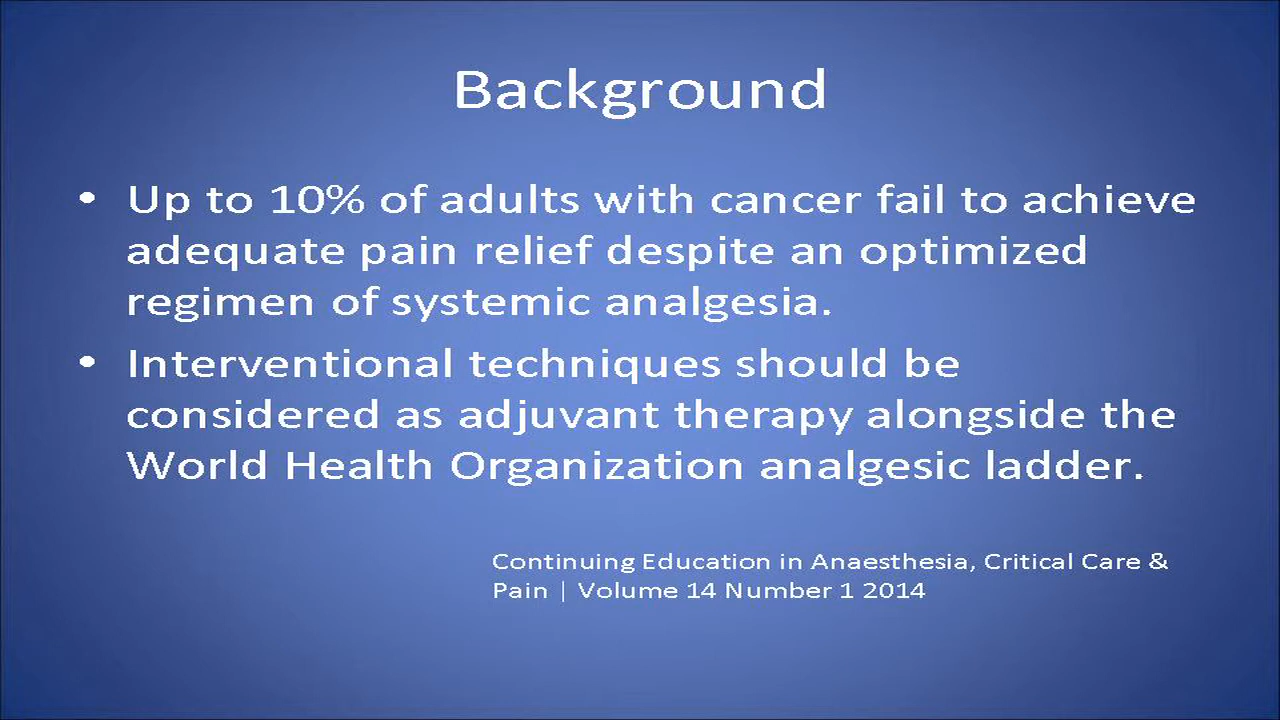 Background
• Up to 10% of adults with cancer fail to achieve
adequate pain relief despite an optimized
regimen of systemic analgesia.
• Interventional techniques should be
considered as adjuvant therapy alongside the
World Health Organization analgesic ladder.
Continuing Education in Anaesthesia, Critical Care &
Pain | Volume 14 Number 1 2014